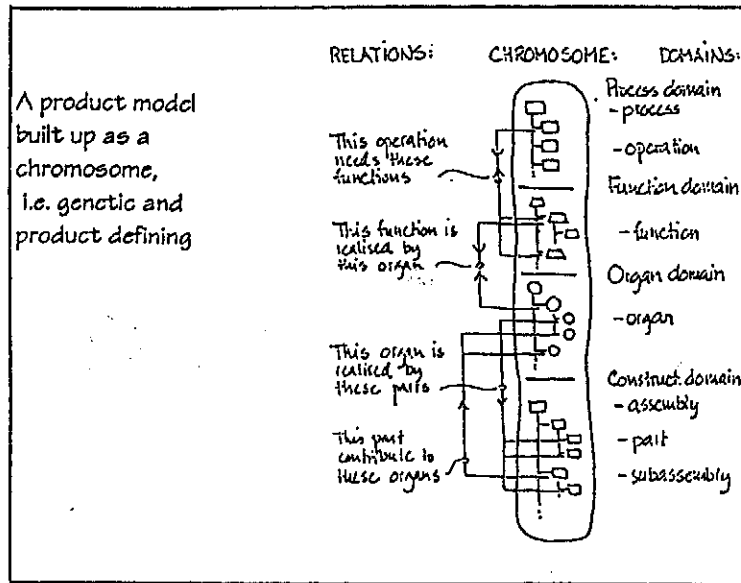 A product model
built up as a
chromosome,
i.e. genetic and
product defining
RELATIONS:
CHROMOSOME:
DOMAINS:
This operation
needs these
functions
This function is
realised by
this organ
This organ is
realised by
these parts
This part
contribute to
these organs
Process domain
- process
- operation
Function domain
- function
Organ domain
- organ
Construct. domain
- assembly
- part
- subassembly